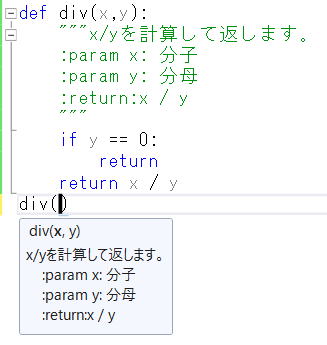 def div(x,y):
    """x/yを計算して返します。
    :param x: 分子
    :param y: 分母
    :return:x / y
    """
    if y == 0:
        return
    return x / y
div()
div(x, y)
x/yを計算して返します。
    :param x: 分子
    :param y: 分母
    :return:x / y